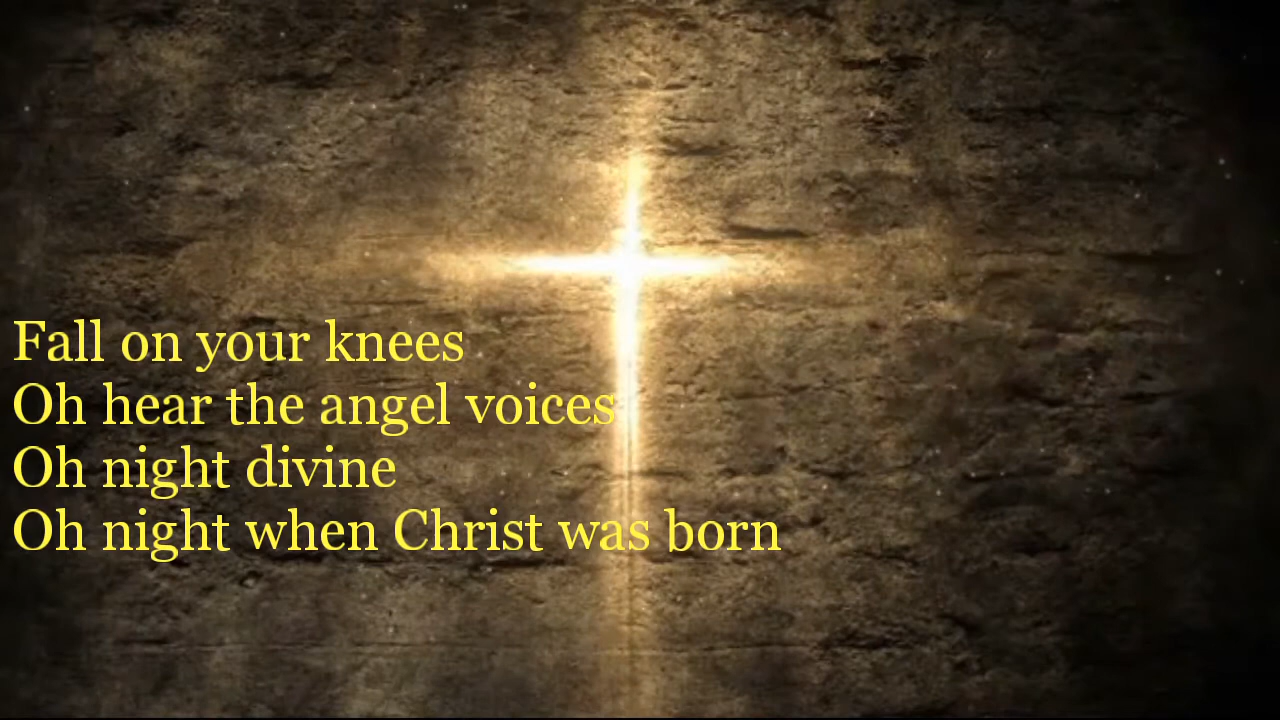 Fall on your knees
Oh hear the angel voices
Oh night divine
Oh night when Christ was born